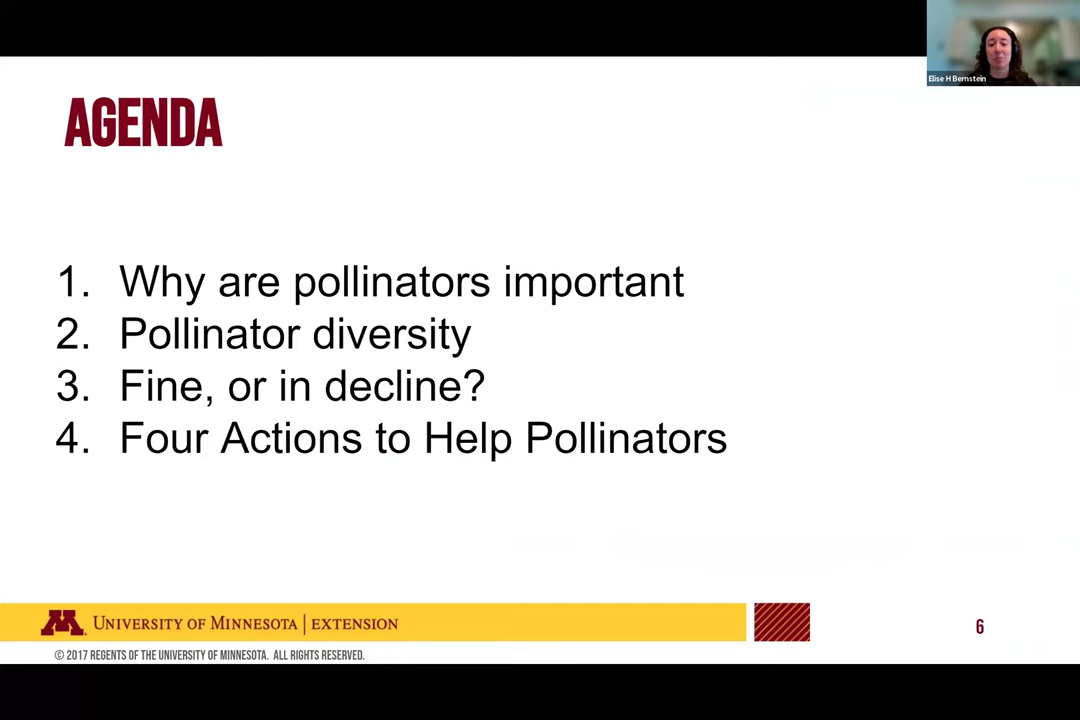 Elise H Bernstein
AGENDA
1. Why are pollinators important
2. Pollinator diversity
3. Fine, or in decline?
4. Four Actions to Help Pollinators
M UNIVERSITY OF MINNESOTA | EXTENSION
6
© 2017 REGENTS OF THE UNIVERSITY OF MINNESOTA. ALL RIGHTS RESERVED.